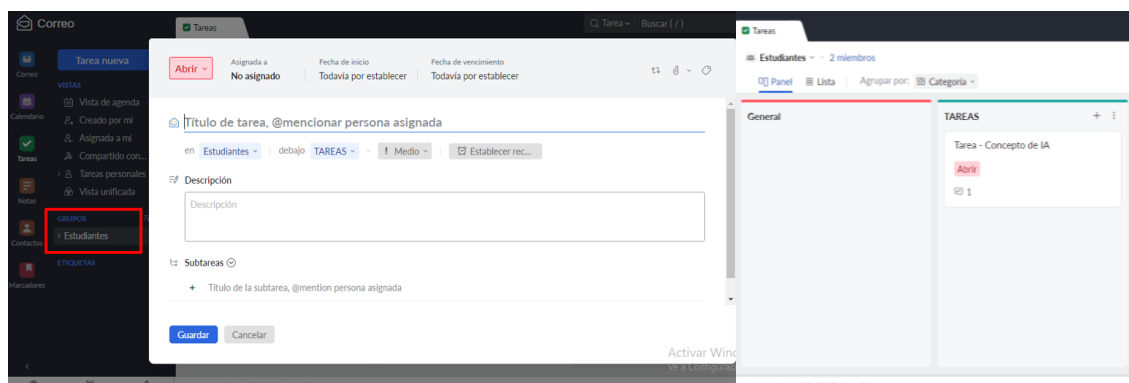 Correo
Tareas
Tarea
Buscar ( / )
Correo
Calendario
Tareas
Notas
Contactos
Marcadores
Tarea nueva
VISTAS
Vista de agenda
Creado por mí
Asignada a mí
Compartido con...
Tareas personales
Vista unificada
GRUPOS
Estudiantes
ETIQUETAS
Abrir
Asignada a
No asignado
Fecha de inicio
Todavía por establecer
Fecha de vencimiento
Todavía por establecer
Título de tarea, @mencionar persona asignada
en Estudiantes debajo TAREAS ! Medio Establecer rec...
Descripción
Descripción
Subtareas
+ Título de la subtarea, @mention persona asignada
Guardar Cancelar
Activar Wind
Tareas
Estudiantes - 2 miembros
Panel Lista Agrupar por: Categoría
General
TAREAS +
Tarea - Concepto de IA
Abrir
1